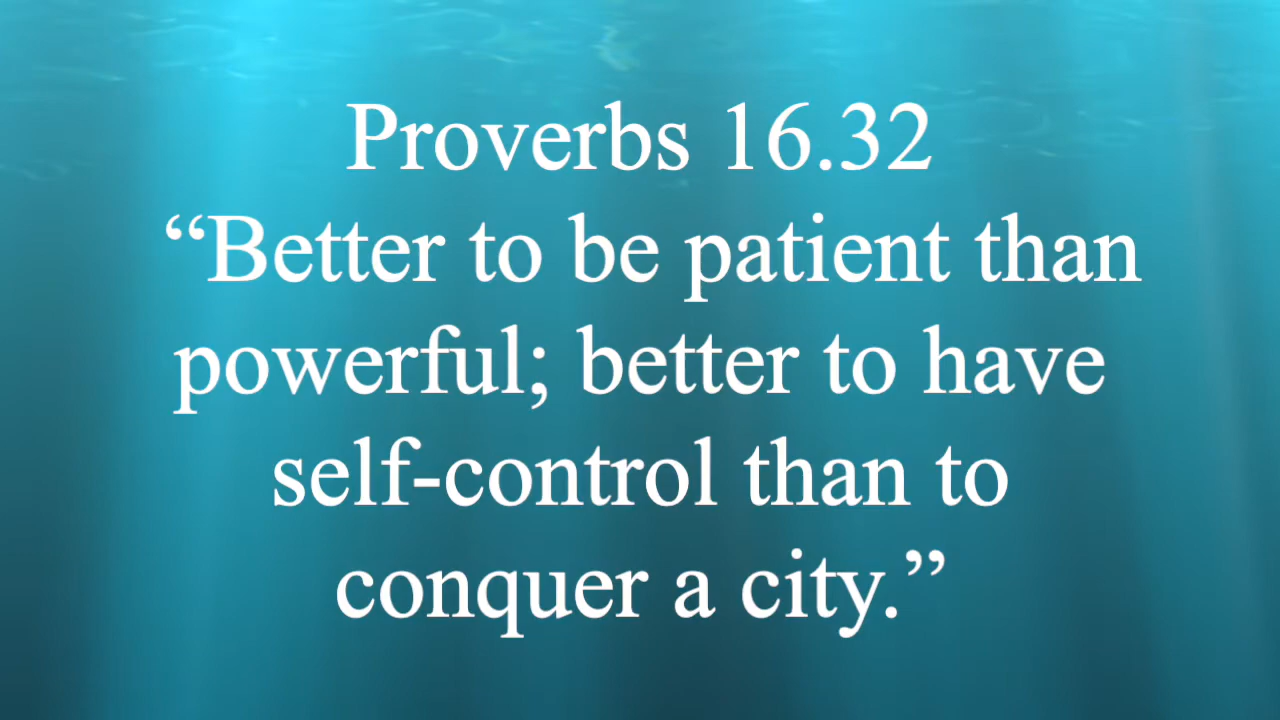 Proverbs 16.32
“Better to be patient than
powerful; better to have
self-control than to
conquer a city.”